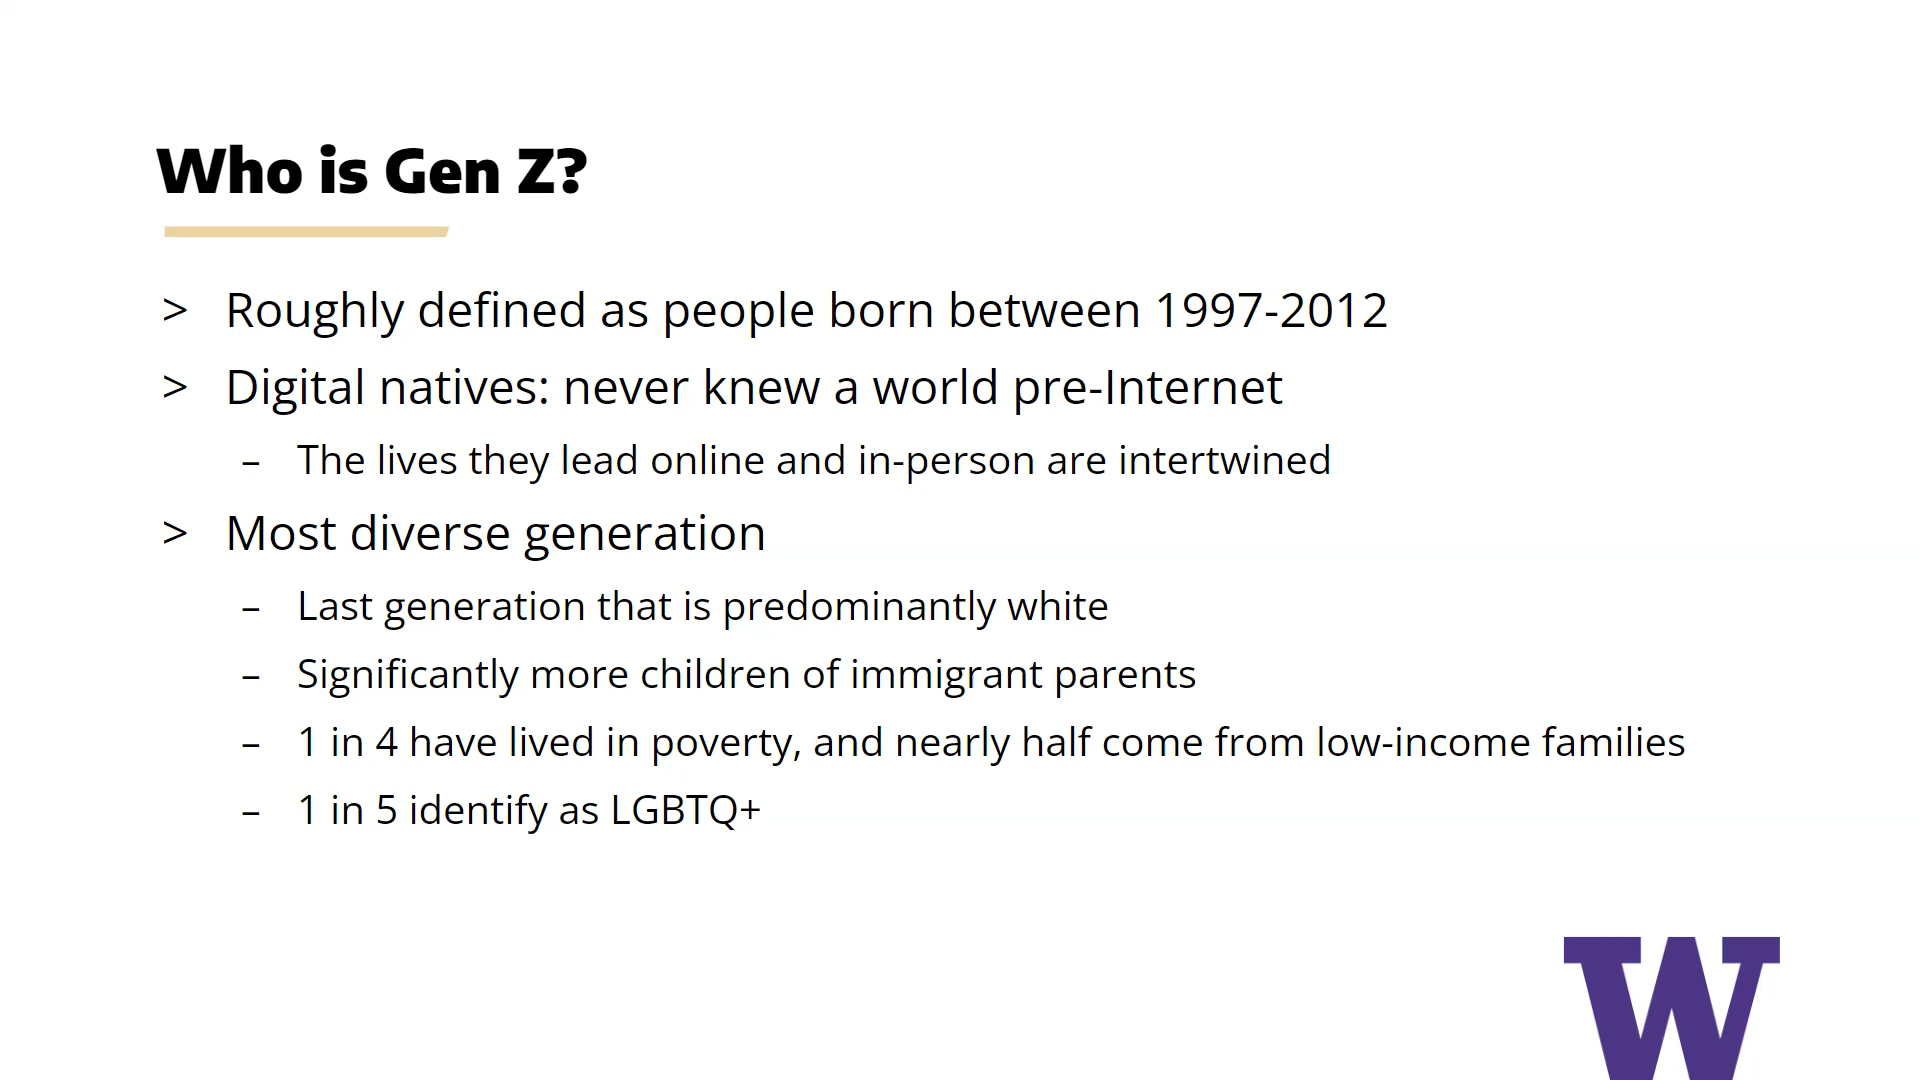 Who is Gen Z?
> Roughly defined as people born between 1997-2012
> Digital natives: never knew a world pre-Internet
– The lives they lead online and in-person are intertwined
> Most diverse generation
– Last generation that is predominantly white
– Significantly more children of immigrant parents
– 1 in 4 have lived in poverty, and nearly half come from low-income families
– 1 in 5 identify as LGBTQ+
W